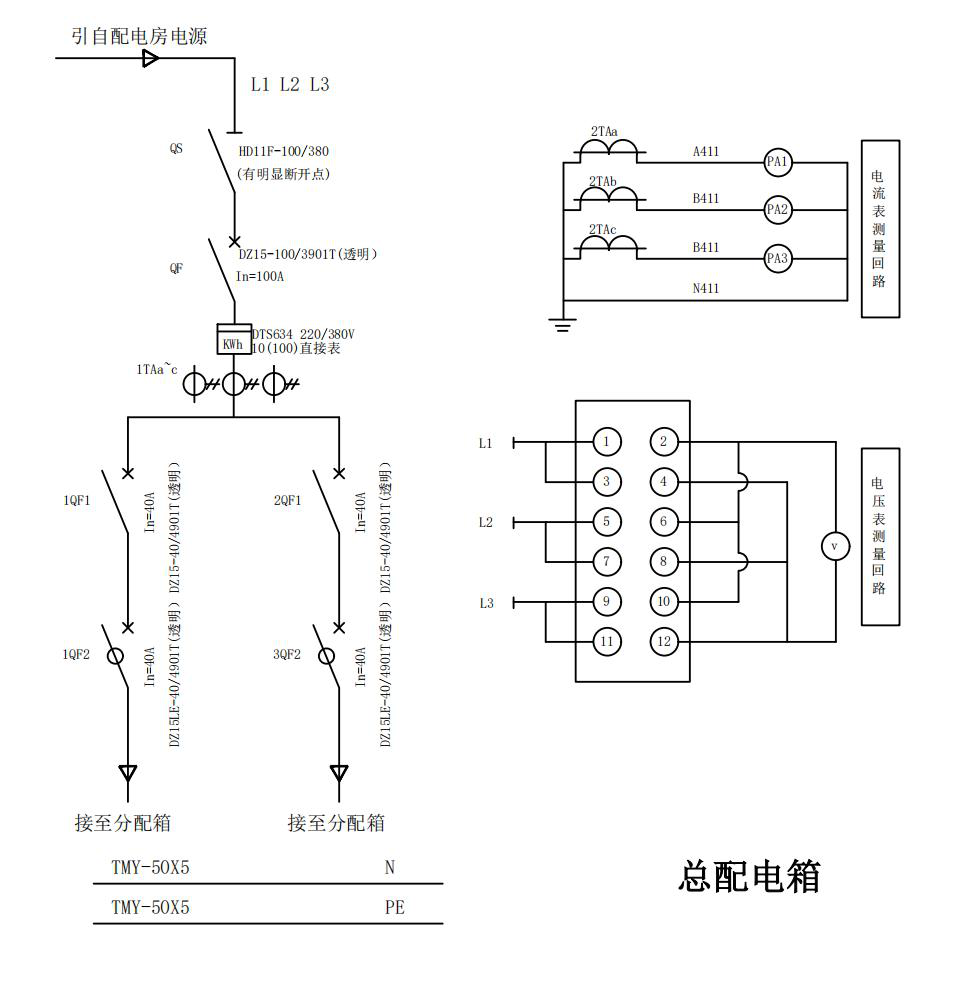 引自配电房电源
L1 L2 L3
QS
HD11F-100/380
(有明显断开点)
QF
DZ15-100/3901T(透明)
In=100A
KWh
DTS634 220/380V
10(100)直接表
1TAa~c
1QF1
In=40A
DZ15-40/4901T(透明)
2QF1
In=40A
DZ15-40/4901T(透明)
1QF2
In=40A
DZ15LE-40/4901T(透明)
3QF2
In=40A
DZ15LE-40/4901T(透明)
接至分配箱
接至分配箱
TMY-50X5 N
TMY-50X5 PE
2TAa
A411
PA1
2TAb
B411
PA2
2TAc
B411
PA3
N411
电流表测量回路
L1
1 2
3 4
L2
5 6
7 8
L3
9 10
11 12
v
电压表测量回路
总配电箱